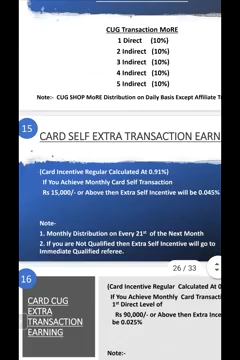 CUG Transaction MoRE
1 Direct (10%)
2 Indirect (10%)
3 Indirect (10%)
4 Indirect (10%)
5 Indirect (10%)
Note:- CUG SHOP MoRE Distribution on Daily Basis Except Affiliate T
15
CARD SELF EXTRA TRANSACTION EARN
(Card Incentive Regular Calculated At 0.91%)
If You Achieve Monthly Card Self Transaction
Rs 15,000/- or Above then Extra Self Incentive will be 0.045%
Note-
1. Monthly Distribution on Every 21st of the Next Month
2. If you are Not Qualified then Extra Self Incentive will go to
Immediate Qualified referee.
26 / 33
16
CARD CUG
EXTRA
TRANSACTION
EARNING
(Card Incentive Regular Calculated At 0
If You Achieve Monthly Card Transacti
1st Direct Level of
Rs 90,000/- or Above then Extra Ince
be 0.025%
Note:-